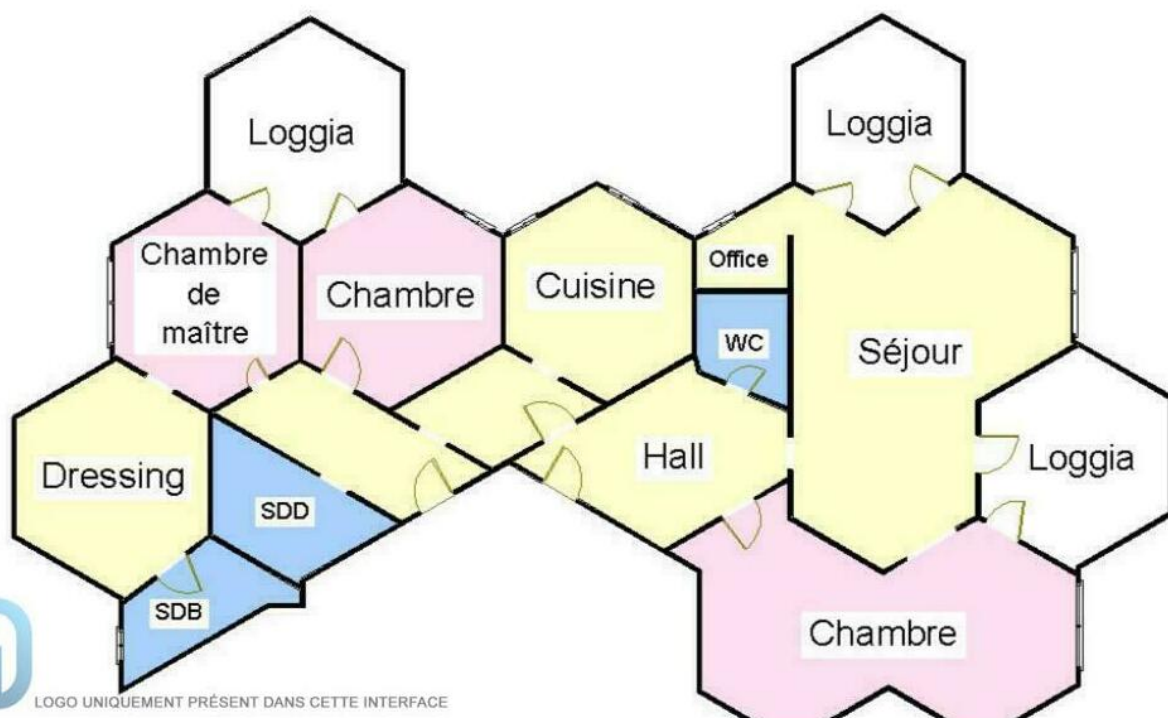 Loggia
Loggia
Chambre
de
maître
Chambre
Cuisine
Office
WC
Séjour
Dressing
SDD
Hall
Loggia
SDB
Chambre
LOGO UNIQUEMENT PRÉSENT DANS CETTE INTERFACE